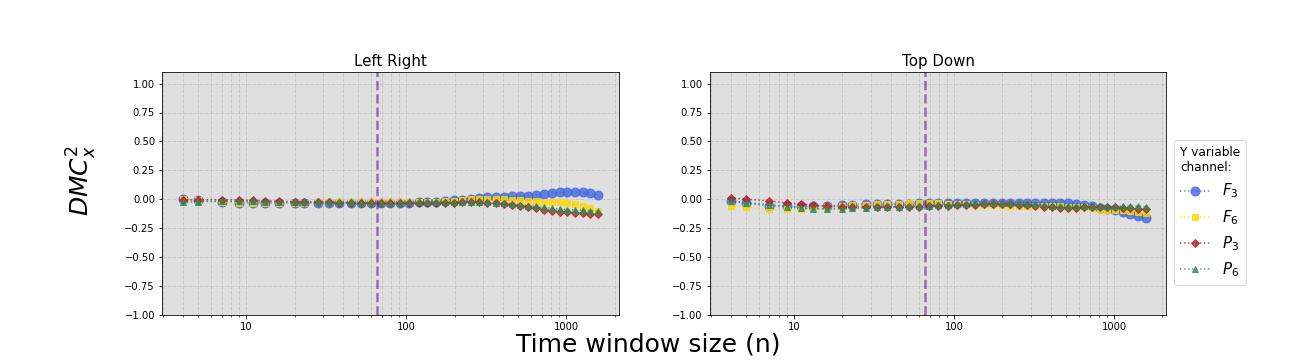 Left Right
Top Down
1.00
0.75
0.50
0.25
0.00
−0.25
−0.50
−0.75
−1.00
10
100
1000
1.00
0.75
0.50
0.25
0.00
−0.25
−0.50
−0.75
−1.00
10
100
1000
DMC²ₓ
Y variable
channel:
F₃
F₆
P₃
P₆
Time window size (n)